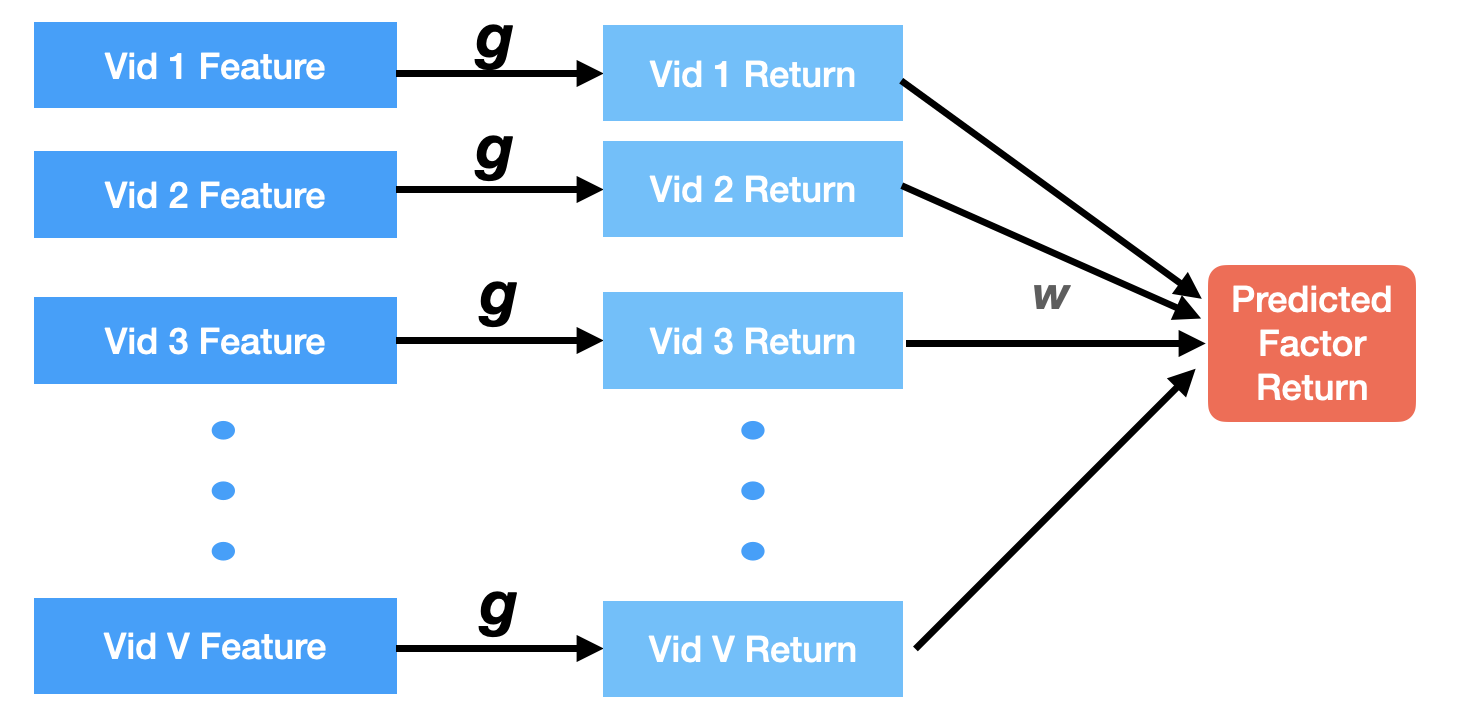 Vid 1 Feature
g
Vid 1 Return
Vid 2 Feature
g
Vid 2 Return
Vid 3 Feature
g
Vid 3 Return
w
Predicted
Factor
Return
Vid V Feature
g
Vid V Return